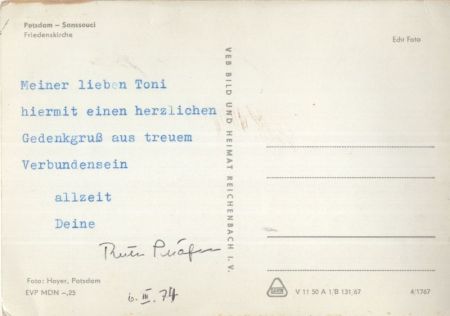 Potsdam – Sanssouci
Friedenskirche
Echt Foto
Meiner lieben Toni
hiermit einen herzlichen
Gedenkgruß aus treuem
Verbundensein
allzeit
Deine
6. III. 74
VEB BILD UND HEIMAT REICHENBACH I. V.
Foto: Hoyer, Potsdam
EVP MDN –,25
V 11 50 A 1/B 131/67
4/1767